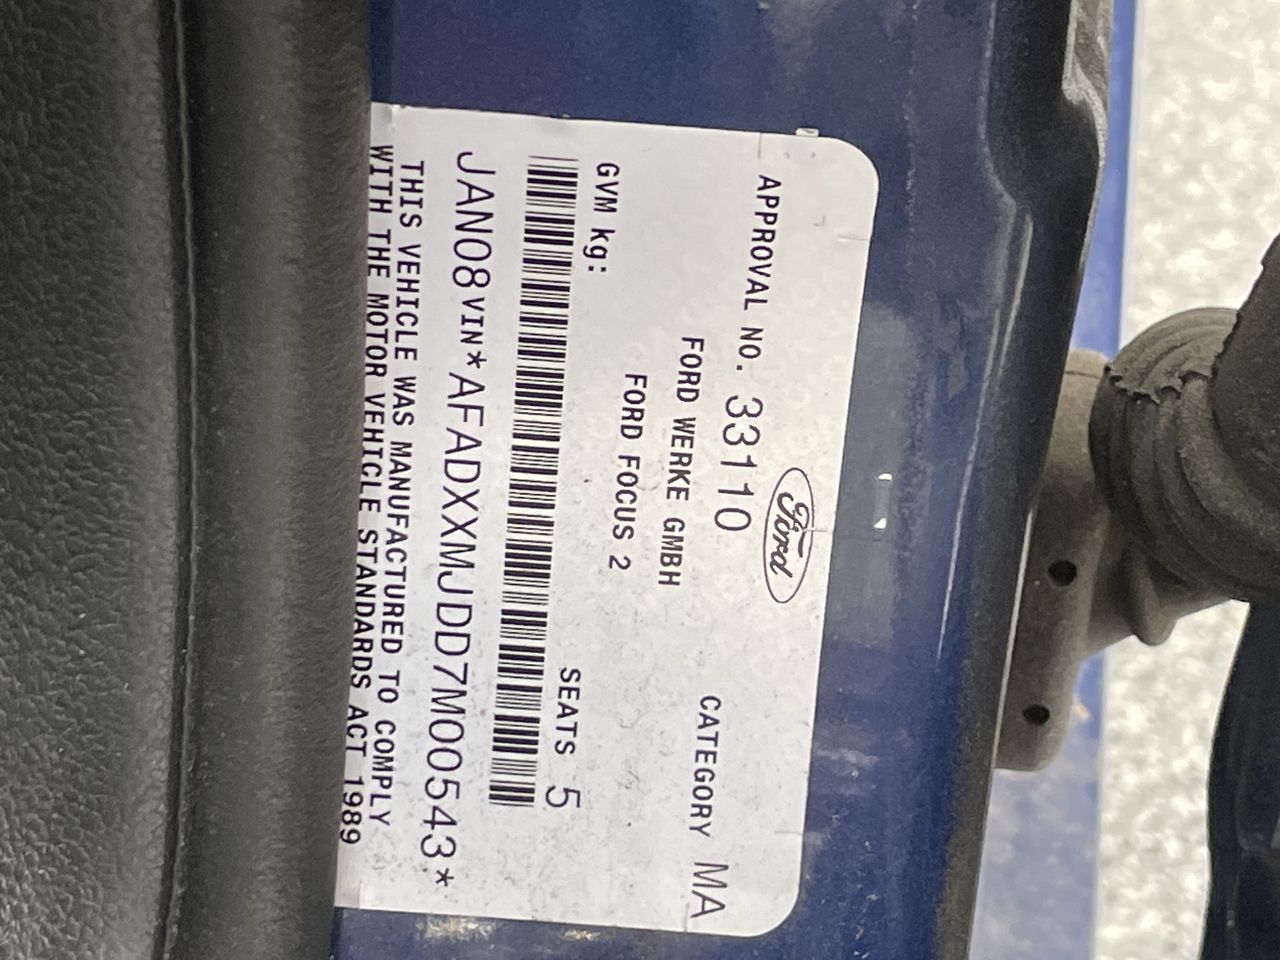 Ford
APPROVAL NO. 33110 CATEGORY MA
FORD WERKE GMBH
FORD FOCUS 2
GVM kg: SEATS 5
JAN08 VIN*AFADXXMJDD7M00543*
THIS VEHICLE WAS MANUFACTURED TO COMPLY
WITH THE MOTOR VEHICLE STANDARDS ACT 1989